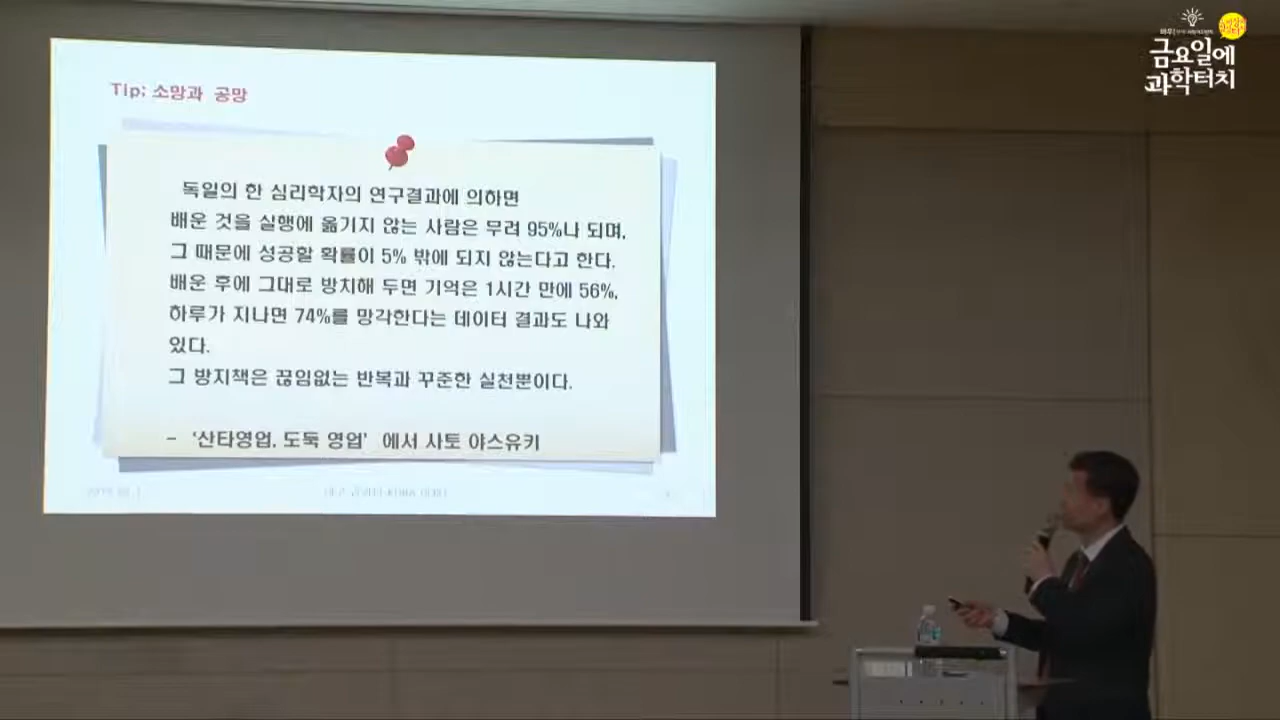 금요일에
과학터치
Tip; 소망과 공망
독일의 한 심리학자의 연구결과에 의하면
배운 것을 실행에 옮기지 않는 사람은 무려 95%나 되며,
그 때문에 성공할 확률이 5% 밖에 되지 않는다고 한다.
배운 후에 그대로 방치해 두면 기억은 1시간 만에 56%,
하루가 지나면 74%를 망각한다는 데이터 결과도 나와
있다.
그 방지책은 끊임없는 반복과 꾸준한 실천뿐이다.
- '산타영업, 도둑 영업' 에서 사토 야스유키